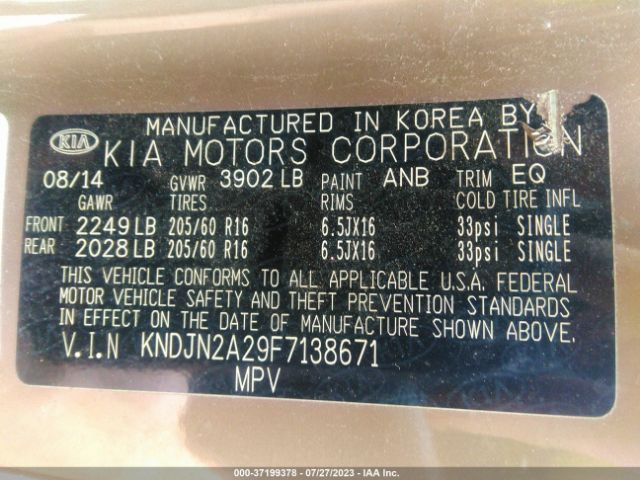 MANUFACTURED IN KOREA BY
KIA KIA MOTORS CORPORATION
08/14 GVWR 3902 LB PAINT ANB TRIM EQ
GAWR TIRES RIMS COLD TIRE INFL
FRONT 2249 LB 205/60 R16 6.5JX16 33psi SINGLE
REAR 2028 LB 205/60 R16 6.5JX16 33psi SINGLE
THIS VEHICLE CONFORMS TO ALL APPLICABLE U.S.A. FEDERAL
MOTOR VEHICLE SAFETY AND THEFT PREVENTION STANDARDS
IN EFFECT ON THE DATE OF MANUFACTURE SHOWN ABOVE.
V.I.N KNDJN2A29F7138671
MPV
000-37199378 / 07/27/2023 - IAA Inc.